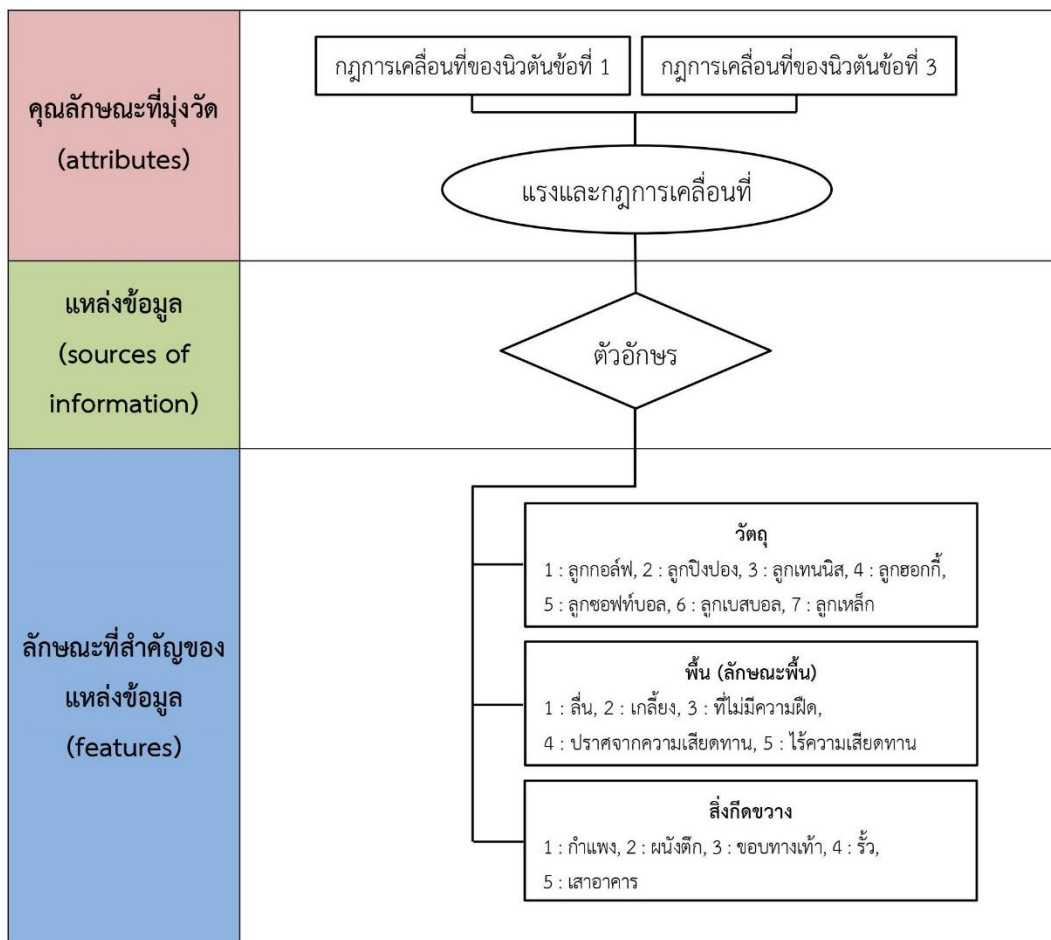 คุณลักษณะที่มุ่งวัด
(attributes)
กฎการเคลื่อนที่ของนิวตันข้อที่ 1
กฎการเคลื่อนที่ของนิวตันข้อที่ 3
แรงและกฎการเคลื่อนที่
แหล่งข้อมูล
(sources of
information)
ตัวอักษร
ลักษณะที่สำคัญของ
แหล่งข้อมูล
(features)
วัตถุ
1 : ลูกกอล์ฟ, 2 : ลูกปิงปอง, 3 : ลูกเทนนิส, 4 : ลูกฮอกกี้,
5 : ลูกซอฟท์บอล, 6 : ลูกเบสบอล, 7 : ลูกเหล็ก
พื้น (ลักษณะพื้น)
1 : ลื่น, 2 : เกลี้ยง, 3 : ที่ไม่มีความฝืด,
4 : ปราศจากความเสียดทาน, 5 : ไร้ความเสียดทาน
สิ่งกีดขวาง
1 : กำแพง, 2 : ผนังตึก, 3 : ขอบทางเท้า, 4 : รั้ว,
5 : เสาอาคาร